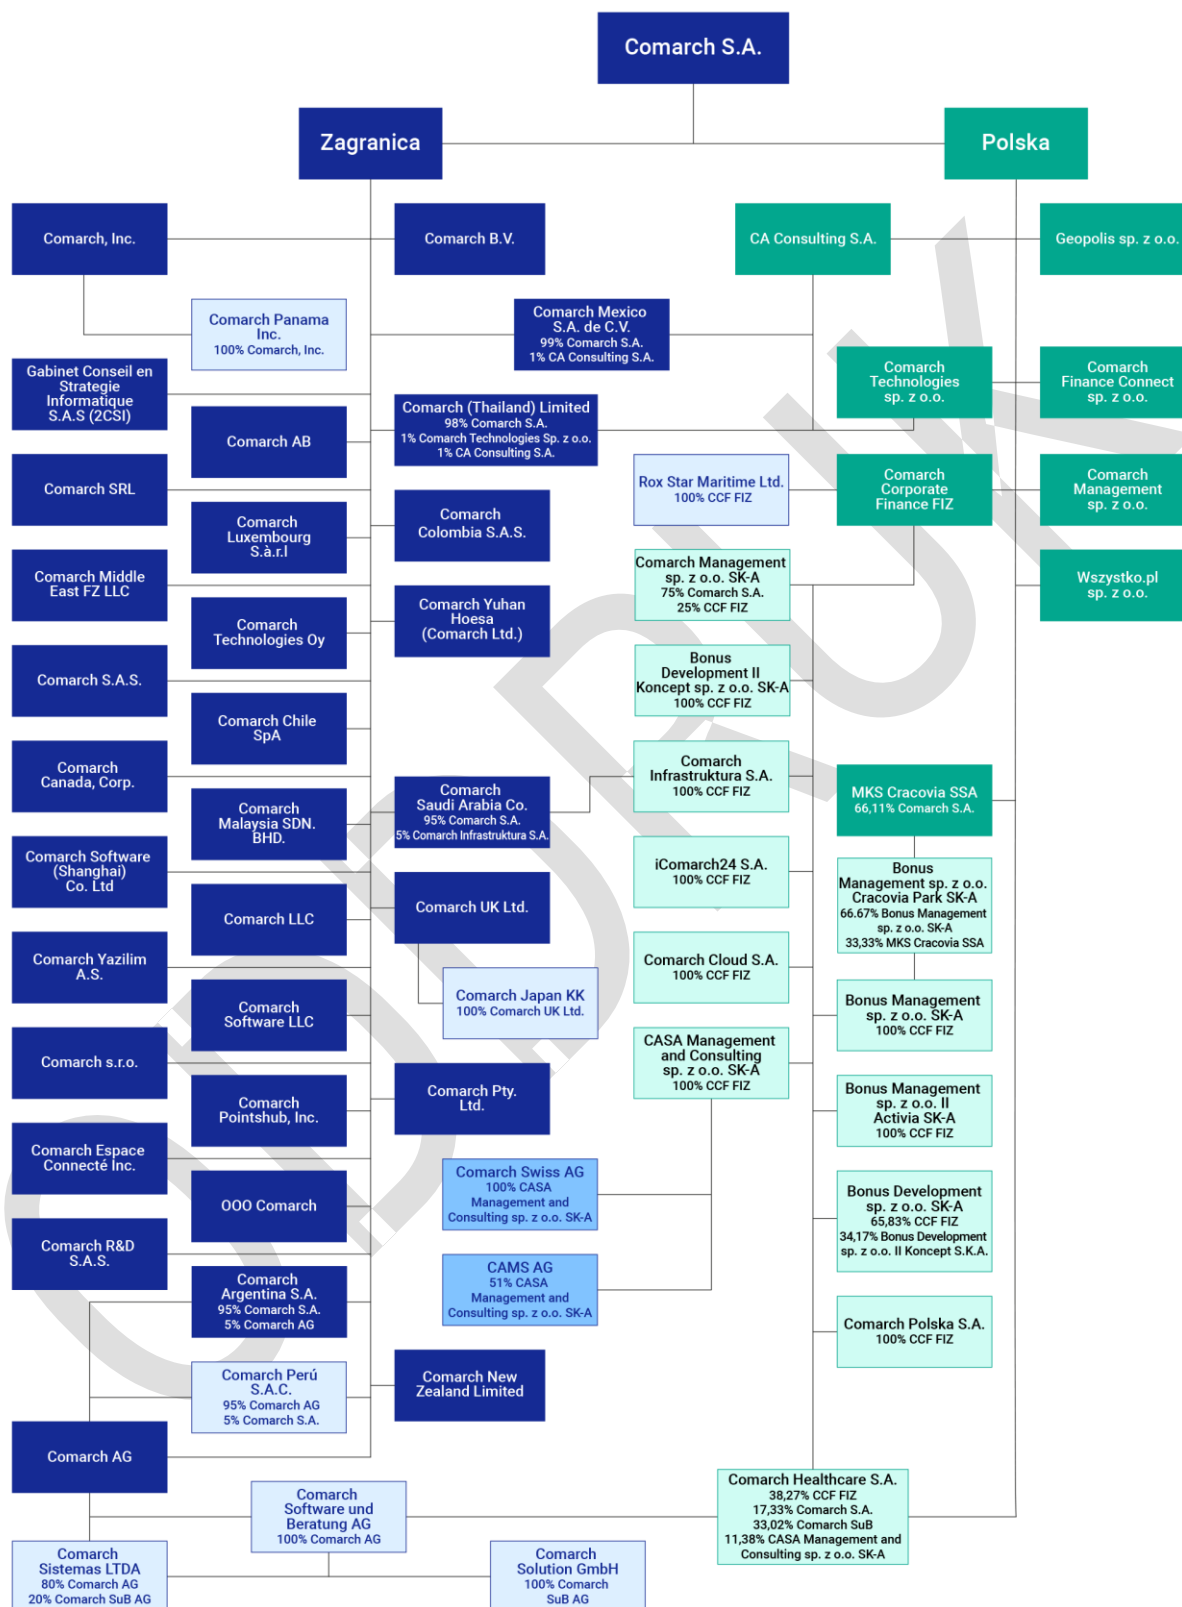 Comarch S.A.
Zagranica
Polska
Comarch, Inc.
Comarch B.V.
CA Consulting S.A.
Geopolis sp. z o.o.
Comarch Panama
Inc.
100% Comarch, Inc.
Comarch Mexico
S.A. de C.V.
99% Comarch S.A.
1% CA Consulting S.A.
Gabinet Conseil en
Strategie
Informatique
S.A.S (2CSI)
Comarch
Technologies
sp. z o.o.
Comarch
Finance Connect
sp. z o.o.
Comarch AB
Comarch (Thailand) Limited
98% Comarch S.A.
1% Comarch Technologies Sp. z o.o.
1% CA Consulting S.A.
Comarch SRL
Rox Star Maritime Ltd.
100% CCF FIZ
Comarch
Corporate
Finance FIZ
Comarch
Management
sp. z o.o.
Comarch
Luxembourg
S.à.r.l
Comarch
Colombia S.A.S.
Comarch Middle
East FZ LLC
Comarch Management
sp. z o.o. SK-A
75% Comarch S.A.
25% CCF FIZ
Wszystko.pl
sp. z o.o.
Comarch
Technologies Oy
Comarch Yuhan
Hoesa
(Comarch Ltd.)
Comarch S.A.S.
Bonus
Development II
Koncept sp. z o.o. SK-A
100% CCF FIZ
Comarch Chile
SpA
Comarch
Canada, Corp.
Comarch
Infrastruktura S.A.
100% CCF FIZ
Comarch
Malaysia SDN.
BHD.
Comarch
Saudi Arabia Co.
95% Comarch S.A.
5% Comarch Infrastruktura S.A.
MKS Cracovia SSA
66,11% Comarch S.A.
Comarch Software
(Shanghai)
Co. Ltd
iComarch24 S.A.
100% CCF FIZ
Bonus
Management sp. z o.o.
Cracovia Park SK-A
66.67% Bonus Management
sp. z o.o. SK-A
33,33% MKS Cracovia SSA
Comarch LLC
Comarch UK Ltd.
Comarch Yazilim
A.S.
Comarch Cloud S.A.
100% CCF FIZ
Comarch
Software LLC
Comarch Japan KK
100% Comarch UK Ltd.
Bonus Management
sp. z o.o. SK-A
100% CCF FIZ
Comarch s.r.o.
CASA Management
and Consulting
sp. z o.o. SK-A
100% CCF FIZ
Comarch
Pointshub, Inc.
Comarch Pty.
Ltd.
Bonus Management
sp. z o.o. II
Activia SK-A
100% CCF FIZ
Comarch Espace
Connecté Inc.
Comarch Swiss AG
100% CASA
Management and
Consulting sp. z o.o. SK-A
OOO Comarch
Bonus Development
sp. z o.o. SK-A
65,83% CCF FIZ
34,17% Bonus Development
sp. z o.o. II Koncept S.K.A.
Comarch R&D
S.A.S.
CAMS AG
51% CASA
Management and
Consulting sp. z o.o. SK-A
Comarch
Argentina S.A.
95% Comarch S.A.
5% Comarch AG
Comarch Polska S.A.
100% CCF FIZ
Comarch Perú
S.A.C.
95% Comarch AG
5% Comarch S.A.
Comarch New
Zealand Limited
Comarch AG
Comarch
Software und
Beratung AG
100% Comarch AG
Comarch Healthcare S.A.
38,27% CCF FIZ
17,33% Comarch S.A.
33,02% Comarch SuB
11,38% CASA Management and
Consulting sp. z o.o. SK-A
Comarch
Sistemas LTDA
80% Comarch AG
20% Comarch SuB AG
Comarch
Solution GmbH
100% Comarch
SuB AG
ODDRUK